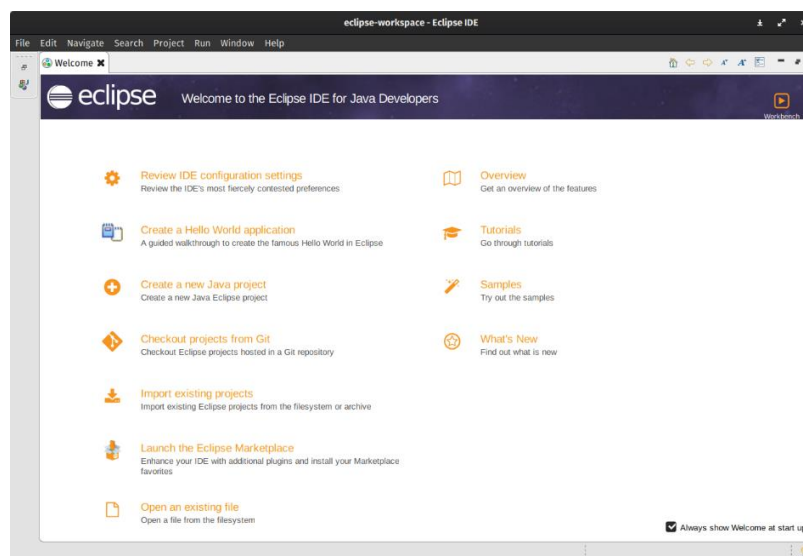 eclipse-workspace - Eclipse IDE
File Edit Navigate Search Project Run Window Help
Welcome
eclipse Welcome to the Eclipse IDE for Java Developers
Workbench
Review IDE configuration settings
Review the IDE's most fiercely contested preferences
Create a Hello World application
A guided walkthrough to create the famous Hello World in Eclipse
Create a new Java project
Create a new Java Eclipse project
Checkout projects from Git
Checkout Eclipse projects hosted in a Git repository
Import existing projects
Import existing Eclipse projects from the filesystem or archive
Launch the Eclipse Marketplace
Enhance your IDE with additional plugins and install your Marketplace
favorites
Open an existing file
Open a file from the filesystem
Overview
Get an overview of the features
Tutorials
Go through tutorials
Samples
Try out the samples
What's New
Find out what is new
Always show Welcome at start up